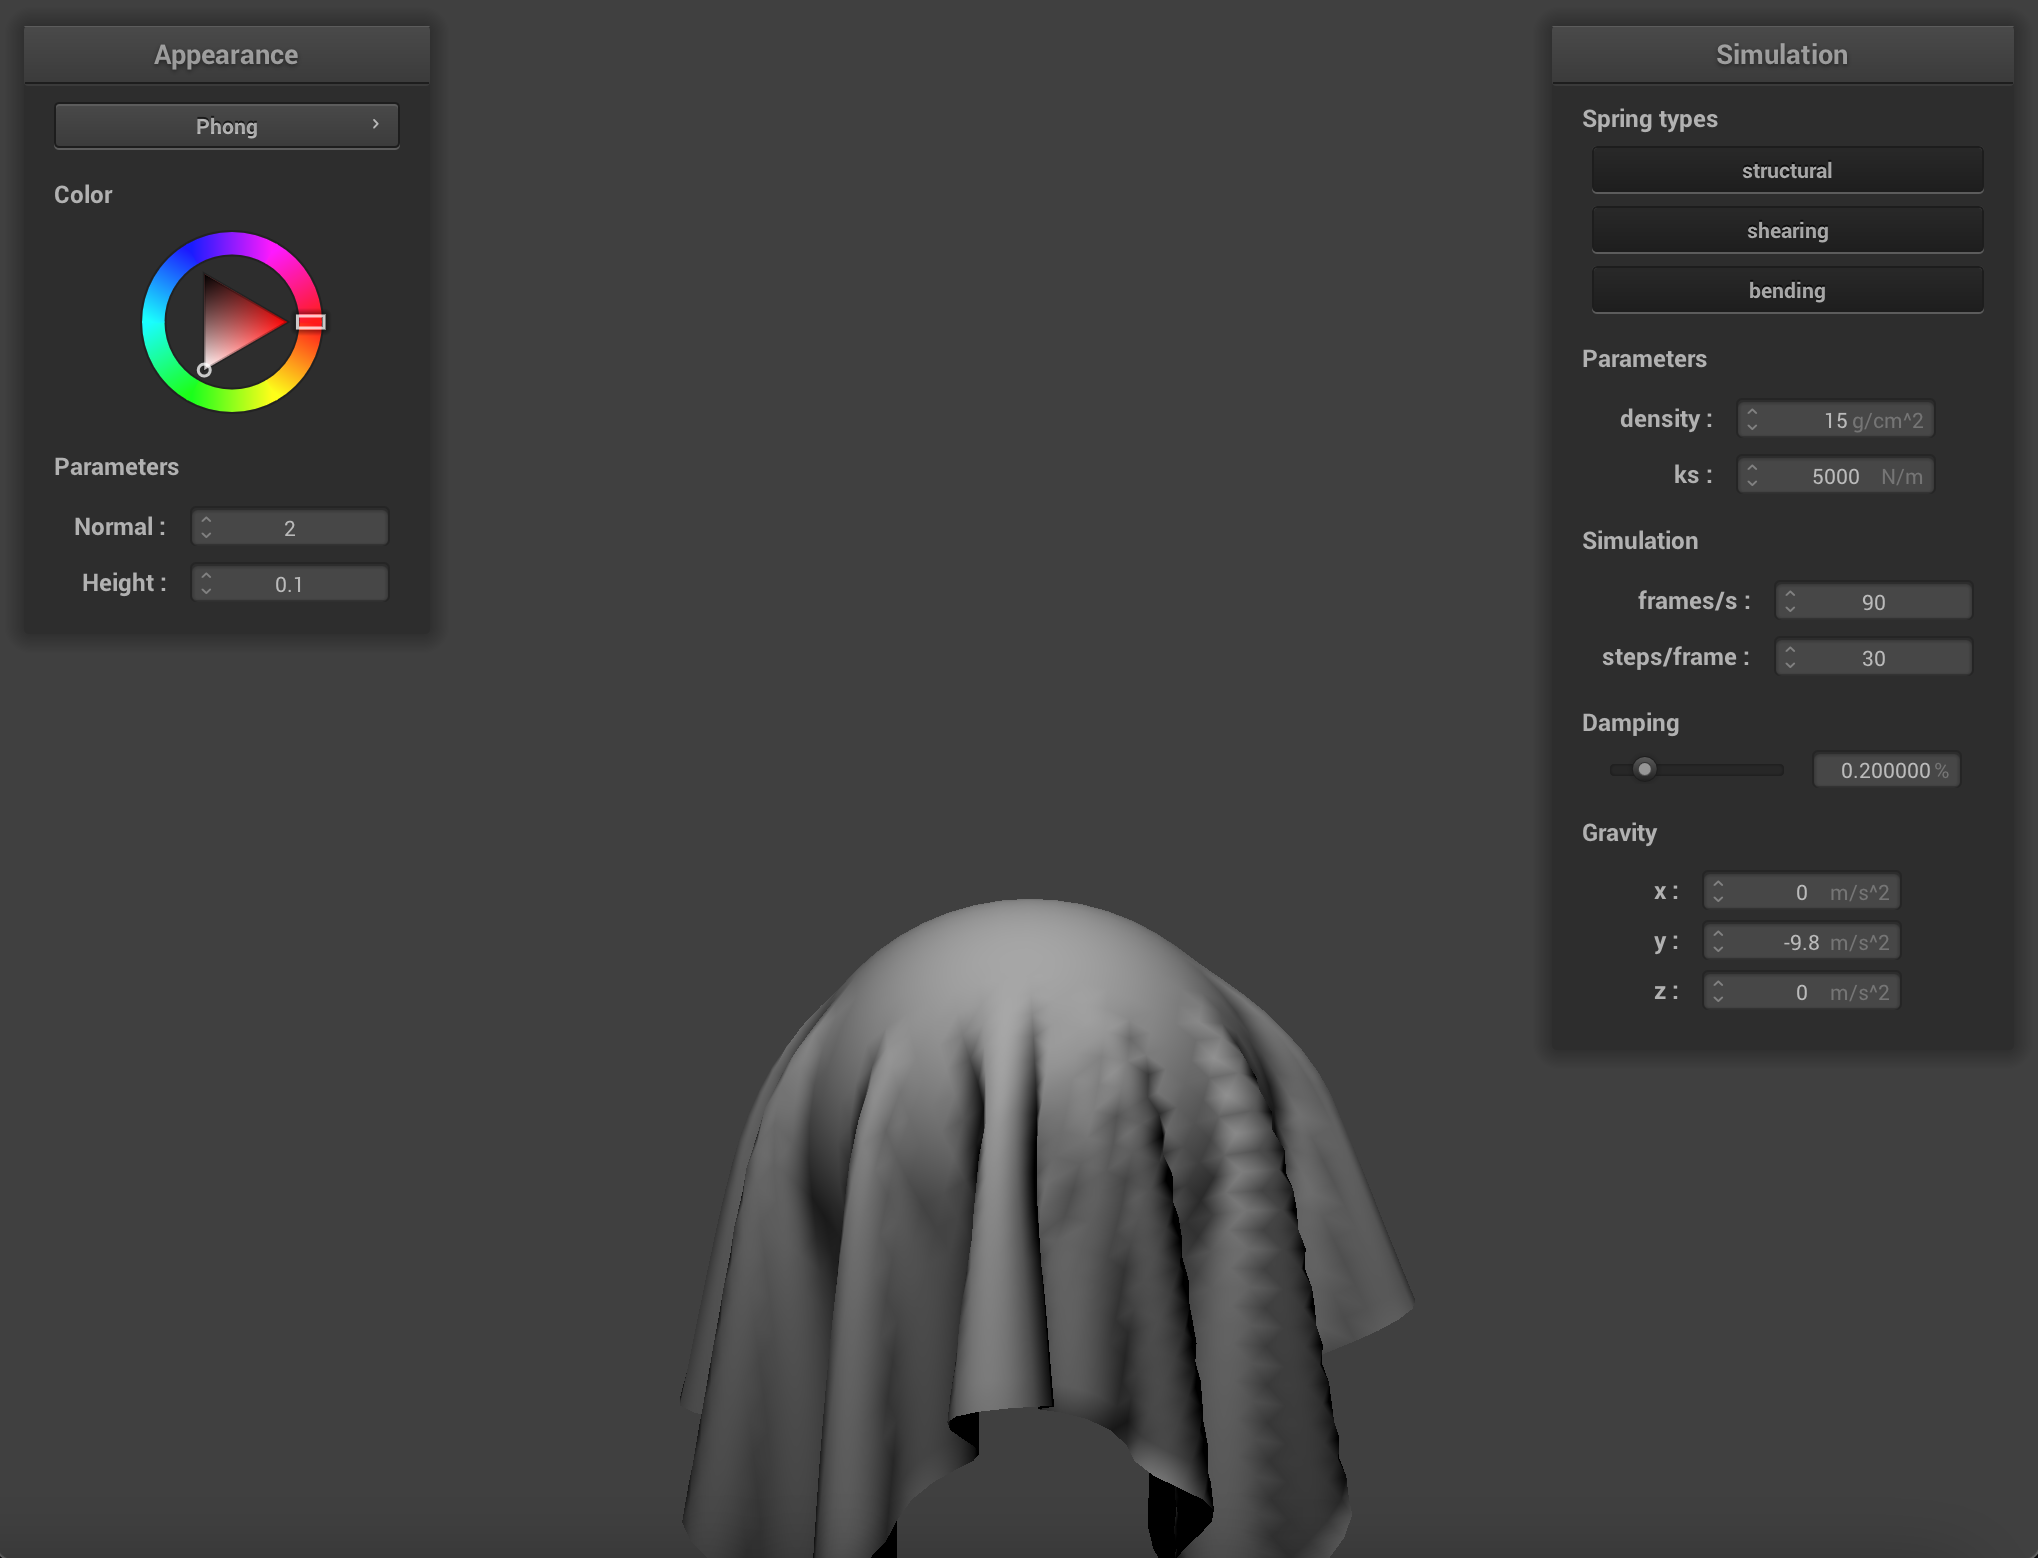 Appearance
Phong
Color
Parameters
Normal : 2
Height : 0.1
Simulation
Spring types
structural
shearing
bending
Parameters
density : 15 g/cm^2
ks : 5000 N/m
Simulation
frames/s : 90
steps/frame : 30
Damping
0.200000 %
Gravity
x : 0 m/s^2
y : -9.8 m/s^2
z : 0 m/s^2